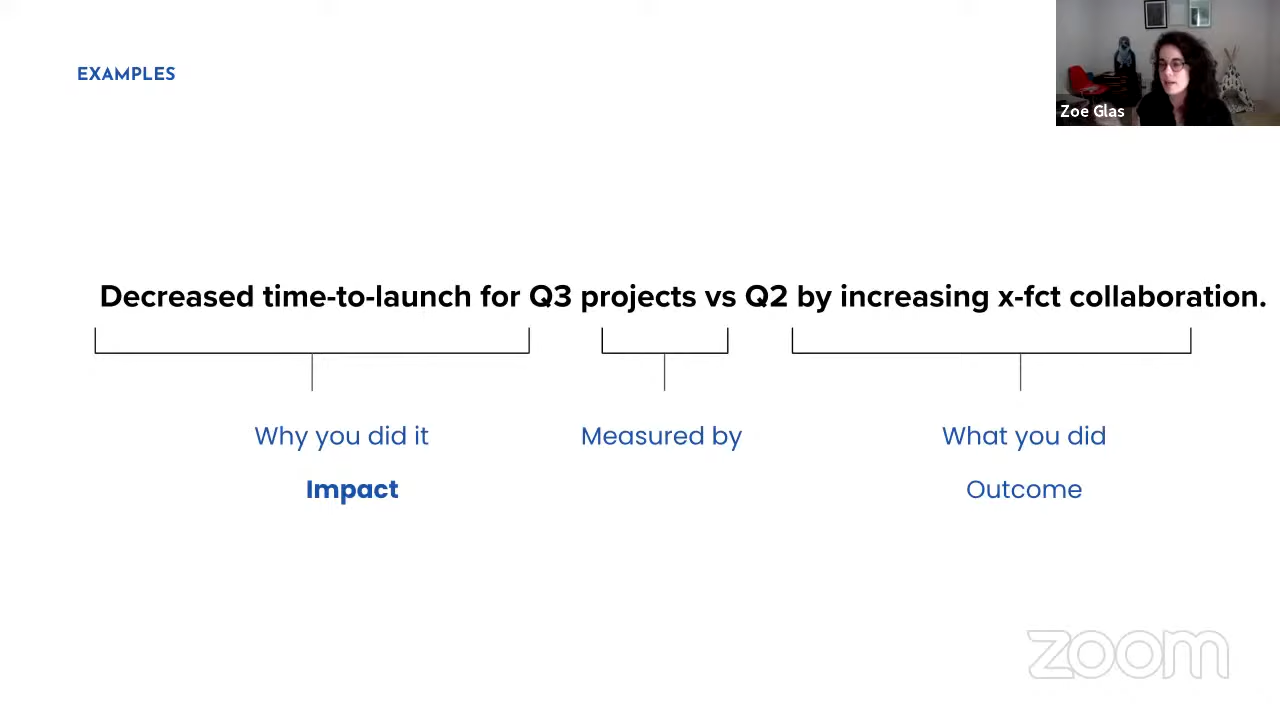 EXAMPLES
Zoe Glas
Decreased time-to-launch for Q3 projects vs Q2 by increasing x-fct collaboration.
Why you did it
Measured by
What you did
Impact
Outcome
zoom